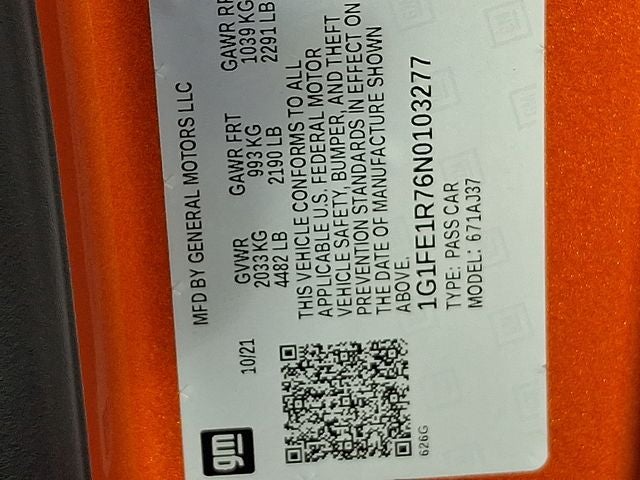 gm
10/21
MFD BY GENERAL MOTORS LLC
GVWR GAWR FRT GAWR RR
2033 KG 993 KG 1039 KG
4482 LB 2190 LB 2291 LB
THIS VEHICLE CONFORMS TO ALL
APPLICABLE U.S. FEDERAL MOTOR
VEHICLE SAFETY, BUMPER, AND THEFT
PREVENTION STANDARDS IN EFFECT ON
THE DATE OF MANUFACTURE SHOWN
ABOVE.
1G1FE1R76N0103277
TYPE: PASS CAR
MODEL: 671AJ37
626G